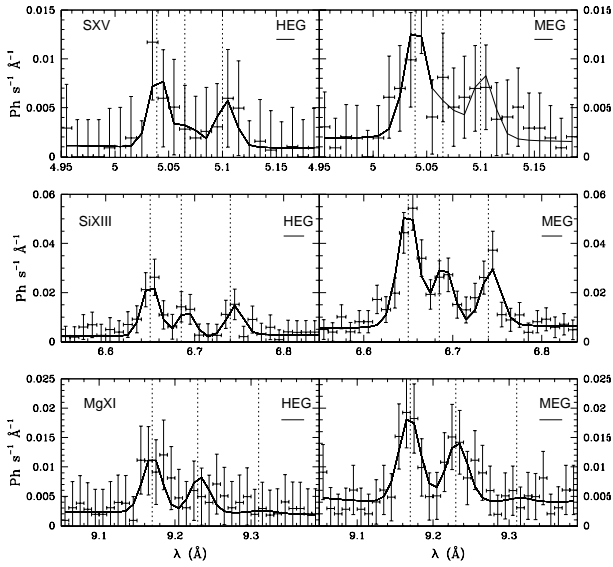 SXV HEG MEG
0.015 0.015
0.01 0.01
0.005 0.005
0 0
Ph s⁻¹ Å⁻¹
4.95 5 5.05 5.1 5.15 4.95 5 5.05 5.1 5.15
SiXIII HEG MEG
0.06 0.06
0.04 0.04
0.02 0.02
0 0
Ph s⁻¹ Å⁻¹
6.6 6.7 6.8 6.6 6.7 6.8
MgXI HEG MEG
0.025 0.025
0.02 0.02
0.015 0.015
0.01 0.01
0.005 0.005
0 0
Ph s⁻¹ Å⁻¹
9.1 9.2 9.3 9.1 9.2 9.3
λ (Å) λ (Å)